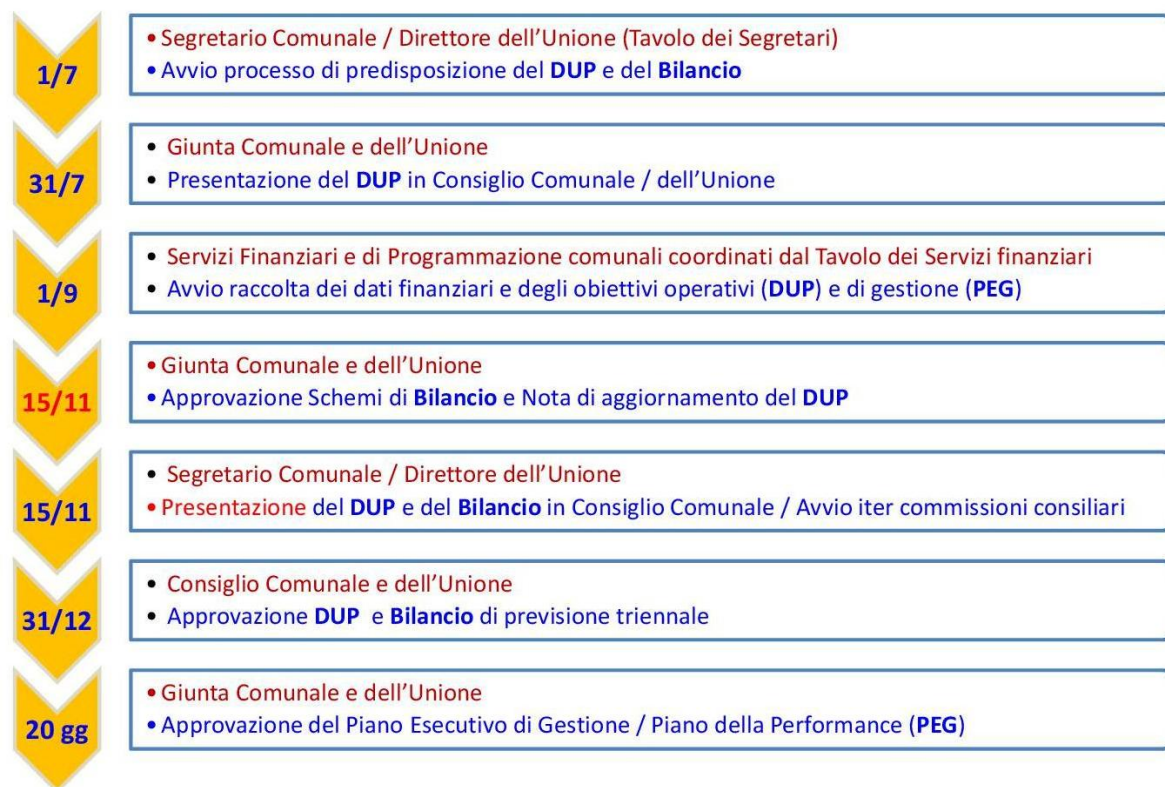 1/7
•Segretario Comunale / Direttore dell’Unione (Tavolo dei Segretari)
•Avvio processo di predisposizione del DUP e del Bilancio
31/7
• Giunta Comunale e dell’Unione
• Presentazione del DUP in Consiglio Comunale / dell’Unione
1/9
• Servizi Finanziari e di Programmazione comunali coordinati dal Tavolo dei Servizi finanziari
• Avvio raccolta dei dati finanziari e degli obiettivi operativi (DUP) e di gestione (PEG)
15/11
•Giunta Comunale e dell’Unione
•Approvazione Schemi di Bilancio e Nota di aggiornamento del DUP
15/11
• Segretario Comunale / Direttore dell’Unione
•Presentazione del DUP e del Bilancio in Consiglio Comunale / Avvio iter commissioni consiliari
31/12
• Consiglio Comunale e dell’Unione
• Approvazione DUP e Bilancio di previsione triennale
20 gg
•Giunta Comunale e dell’Unione
•Approvazione del Piano Esecutivo di Gestione / Piano della Performance (PEG)